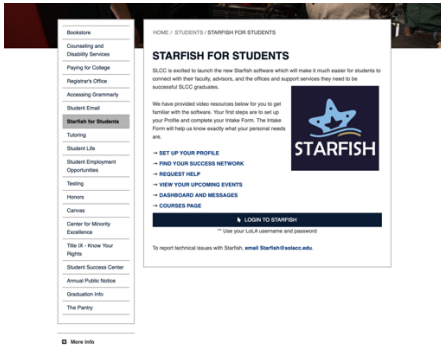 Bookstore
Counseling and
Disability Services
Paying for College
Registrar's Office
Accessing Grammarly
Student Email
Starfish for Students
Tutoring
Student Life
Student Employment
Opportunities
Testing
Honors
Canvas
Center for Minority
Excellence
Title IX - Know Your
Rights
Student Success Center
Annual Public Notice
Graduation Info
The Pantry
More Info
HOME / STUDENTS / STARFISH FOR STUDENTS
STARFISH FOR STUDENTS
SLCC is excited to launch the new Starfish software which will make it much easier for students to
connect with their faculty, advisors, and the offices and support services they need to be
successful SLCC graduates.
We have provided video resources below for you to get
familiar with the software. Your first steps are to set up
your Profile and complete your Intake Form. The Intake
Form will help us know exactly what your personal needs
are.
→ SET UP YOUR PROFILE
→ FIND YOUR SUCCESS NETWORK
→ REQUEST HELP
→ VIEW YOUR UPCOMING EVENTS
→ DASHBOARD AND MESSAGES
→ COURSES PAGE
STARFISH
LOGIN TO STARFISH
** Use your LoLA username and password
To report technical issues with Starfish, email Starfish@solacc.edu.